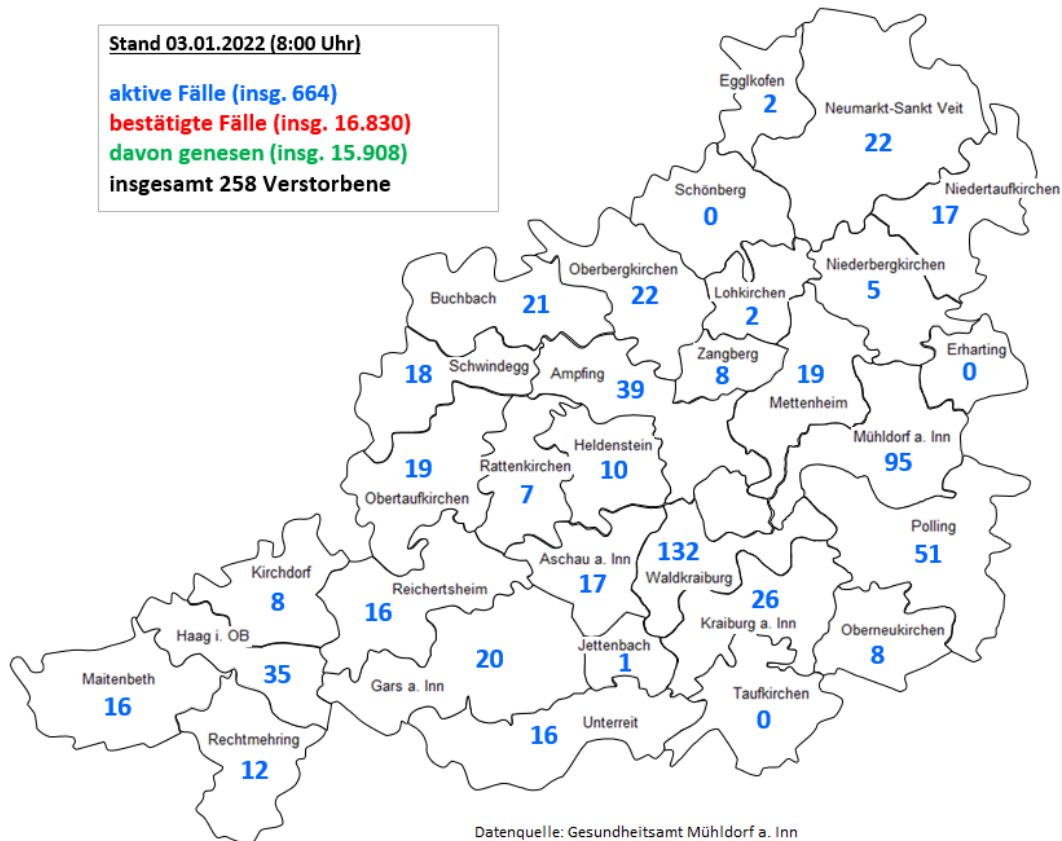 Stand 03.01.2022 (8:00 Uhr)
aktive Fälle (insg. 664)
bestätigte Fälle (insg. 16.830)
davon genesen (insg. 15.908)
insgesamt 258 Verstorbene
Egglkofen
2
Neumarkt-Sankt Veit
22
Schönberg
0
Niedertaufkirchen
17
Oberbergkirchen
22
Niederbergkirchen
5
Buchbach
21
Lohkirchen
2
Schwindegg
18
Ampfing
39
Zangberg
8
19
Mettenheim
Erharting
0
Mühldorf a. Inn
95
19
Obertaufkirchen
Rattenkirchen
7
Heldenstein
10
Polling
51
Aschau a. Inn
17
132
Waldkraiburg
26
Kraiburg a. Inn
Kirchdorf
8
Reichertsheim
16
Haag i. OB
35
Oberneukirchen
8
Jettenbach
1
20
Gars a. Inn
Maitenbeth
16
Taufkirchen
0
Unterreit
16
Rechtmehring
12
Datenquelle: Gesundheitsamt Mühldorf a. Inn